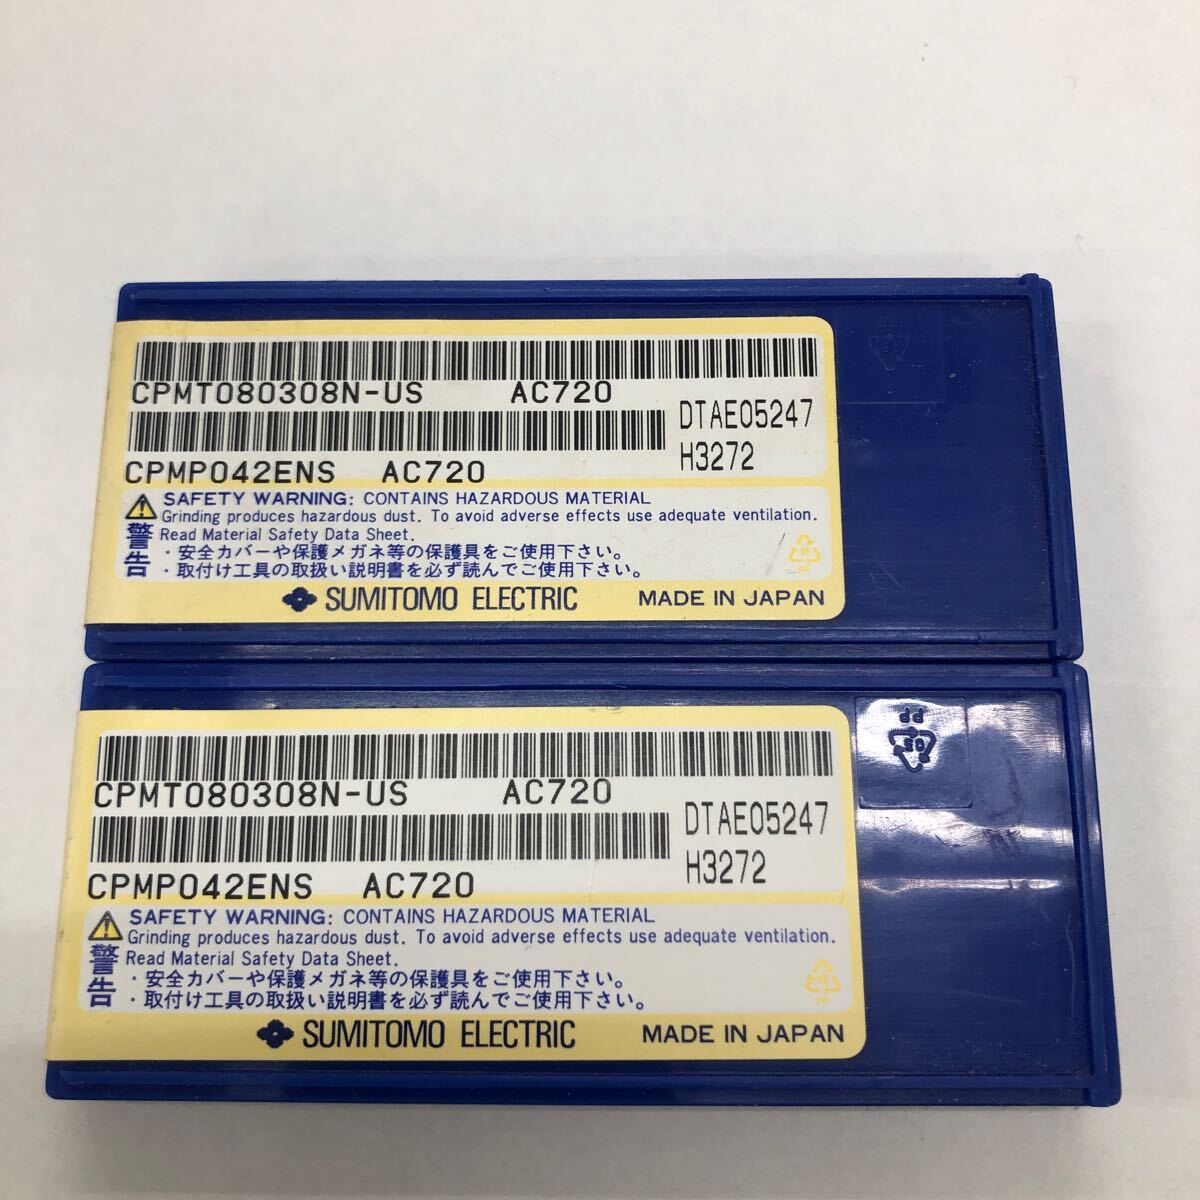 CPMT080308N-US AC720
DTAE05247
CPMP042ENS AC720
H3272
SAFETY WARNING: CONTAINS HAZARDOUS MATERIAL
Grinding produces hazardous dust. To avoid adverse effects use adequate ventilation.
Read Material Safety Data Sheet.
警告
・安全カバーや保護メガネ等の保護具をご使用下さい。
・取付け工具の取扱い説明書を必ず読んでご使用下さい。
SUMITOMO ELECTRIC MADE IN JAPAN
PP
05
CPMT080308N-US AC720
DTAE05247
CPMP042ENS AC720
H3272
SAFETY WARNING: CONTAINS HAZARDOUS MATERIAL
Grinding produces hazardous dust. To avoid adverse effects use adequate ventilation.
Read Material Safety Data Sheet.
警告
・安全カバーや保護メガネ等の保護具をご使用下さい。
・取付け工具の取扱い説明書を必ず読んでご使用下さい。
SUMITOMO ELECTRIC MADE IN JAPAN